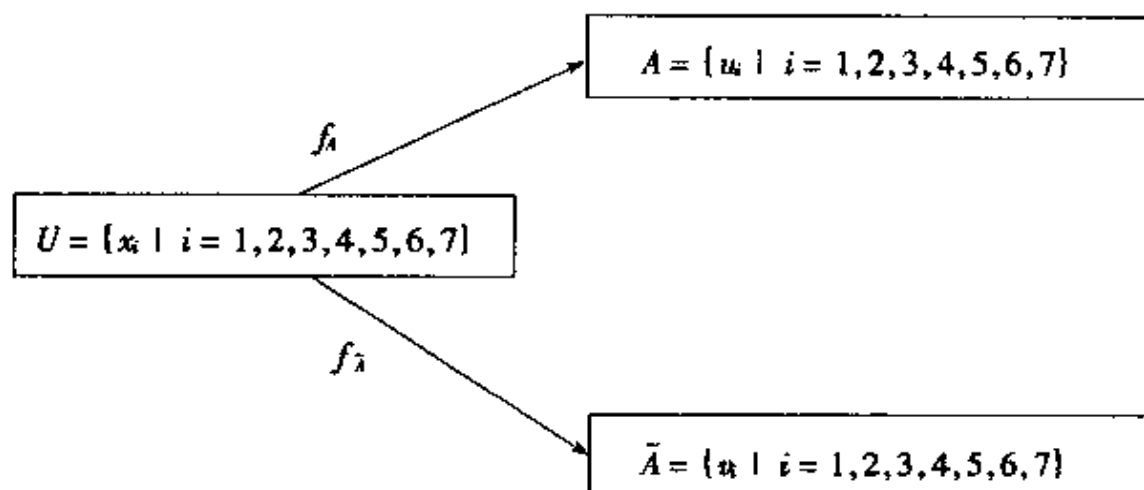 A = {u_i | i = 1,2,3,4,5,6,7}
f_A
U = {x_i | i = 1,2,3,4,5,6,7}
f_Ã
Ã = {u_i | i = 1,2,3,4,5,6,7}